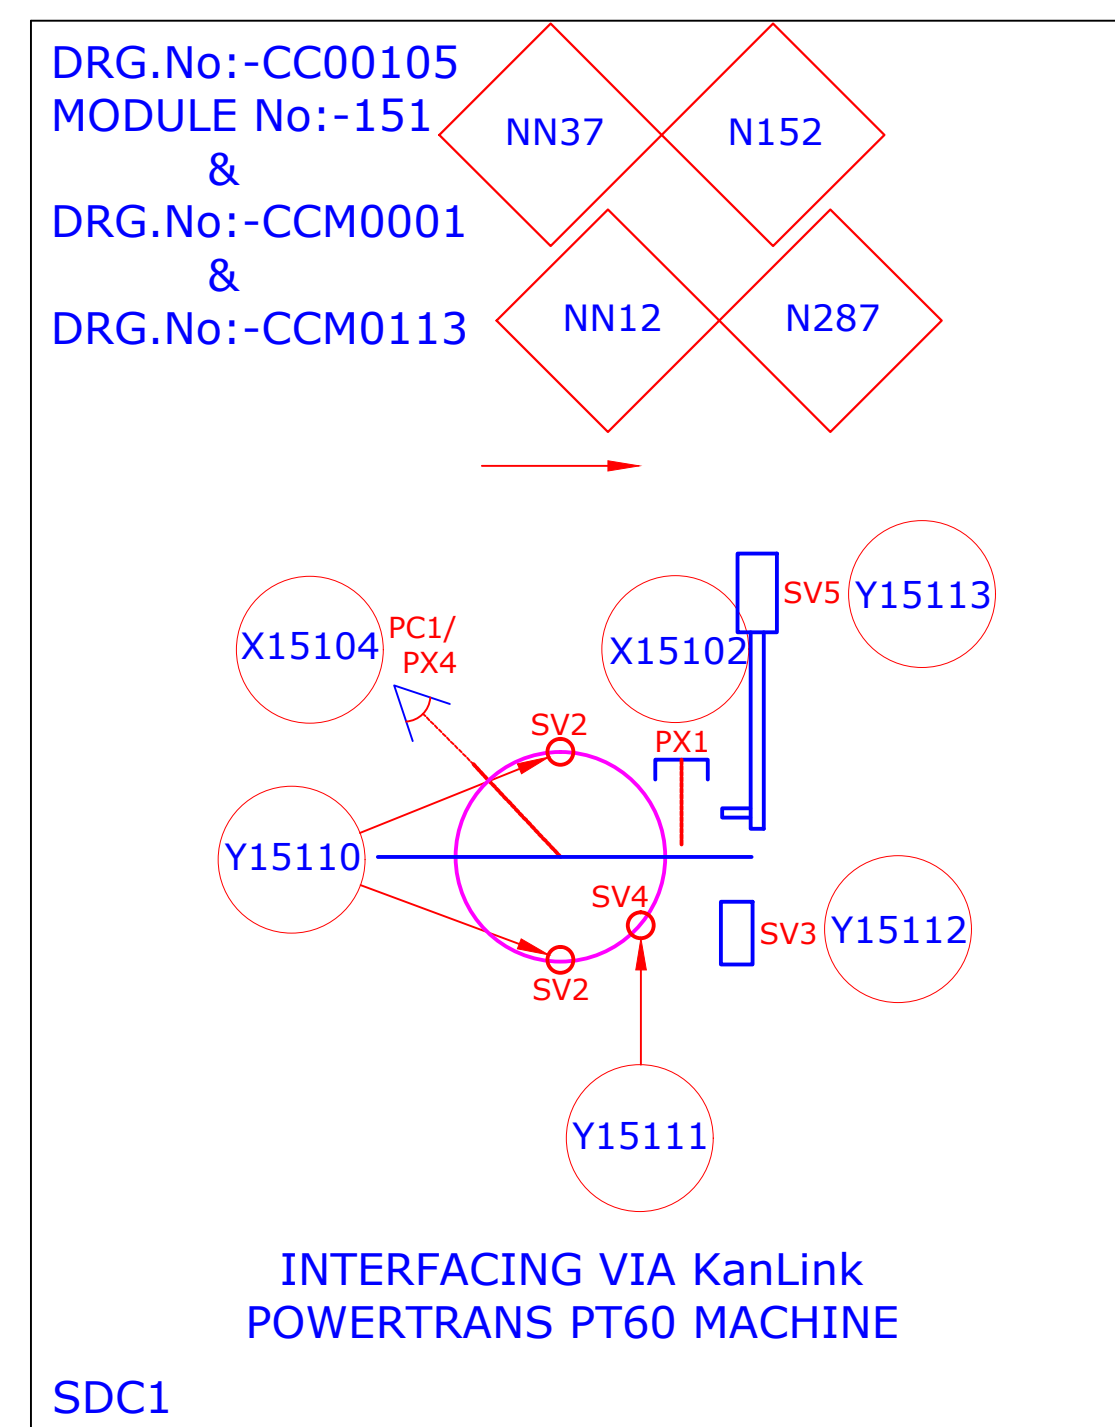 DRG.No:-CC00105
MODULE No:-151
&
DRG.No:-CCM0001
&
DRG.No:-CCM0113
NN37
N152
NN12
N287
X15104
PC1/
PX4
X15102
SV5
Y15113
SV2
PX1
Y15110
SV4
SV3
Y15112
SV2
Y15111
INTERFACING VIA KanLink
POWERTRANS PT60 MACHINE
SDC1